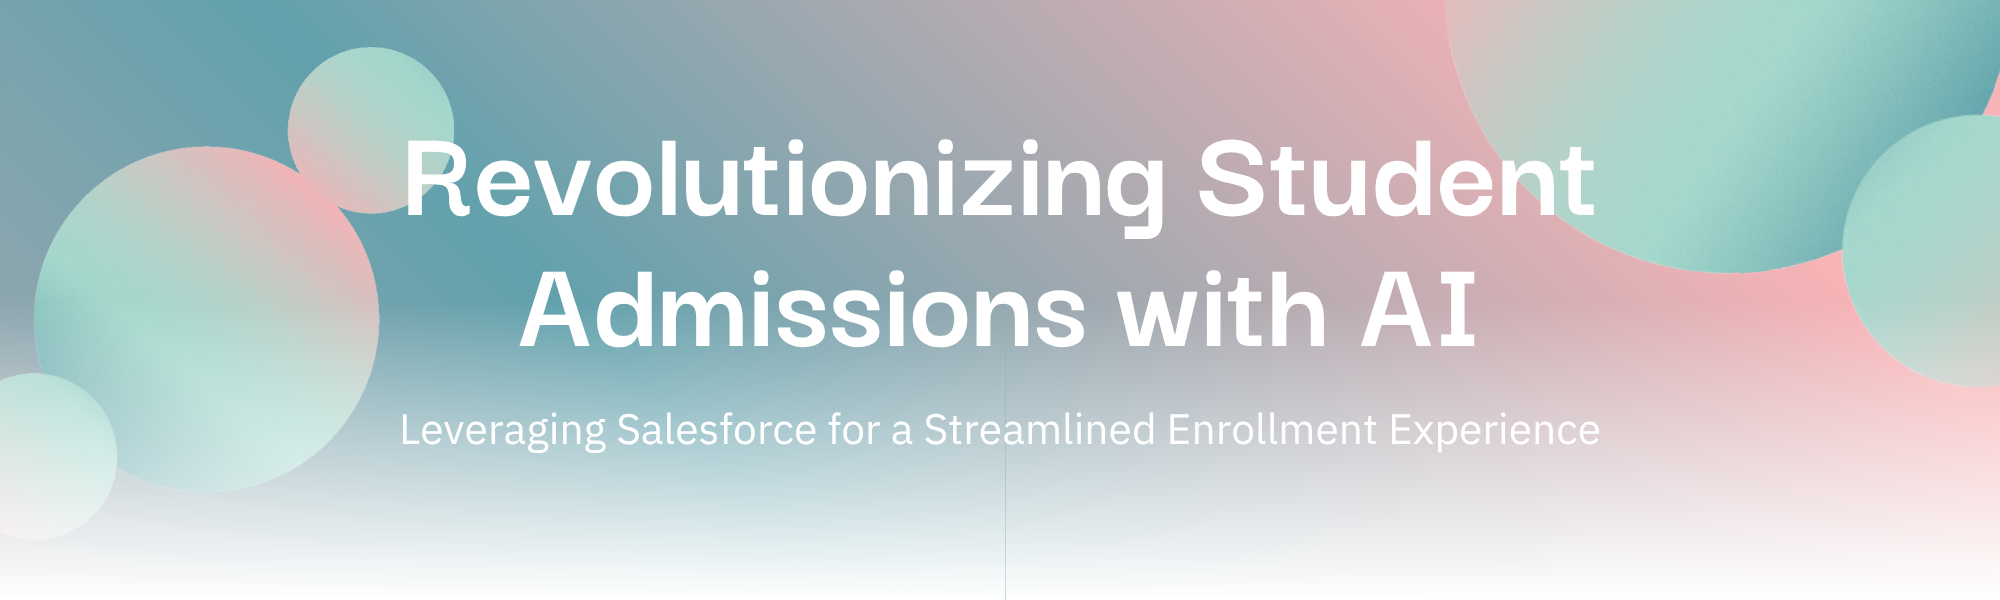 Revolutionizing Student
Admissions with AI
Leveraging Salesforce for a Streamlined Enrollment Experience